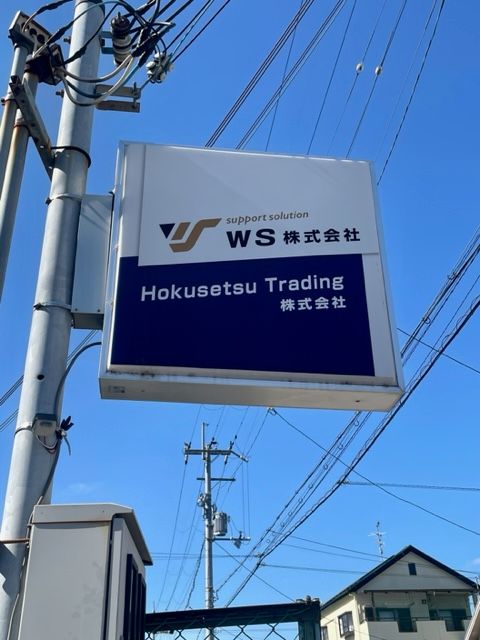 support solution
WS 株式会社
Hokusetsu Trading
株式会社